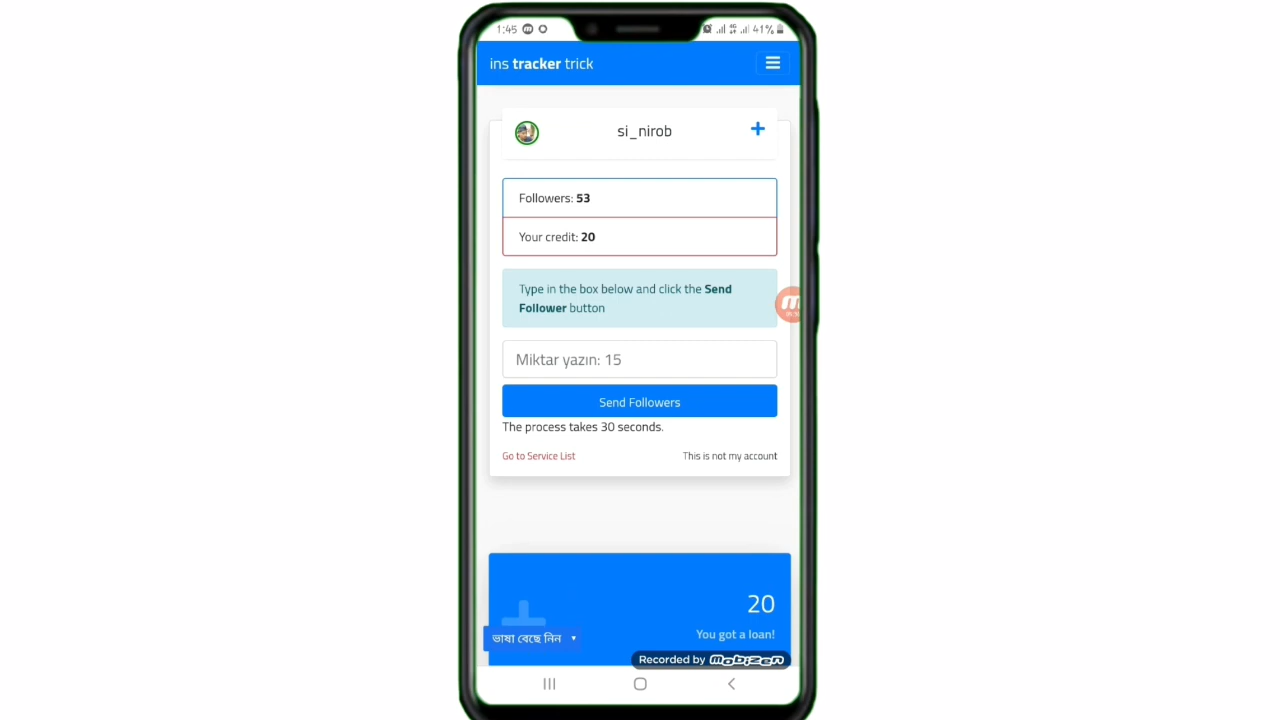 1:45
41%
ins tracker trick
si_nirob
Followers: 53
Your credit: 20
Type in the box below and click the Send
Follower button
Miktar yazın: 15
Send Followers
The process takes 30 seconds.
Go to Service List
This is not my account
20
You got a loan!
ভাষা বেছে নিন
Recorded by mobizen